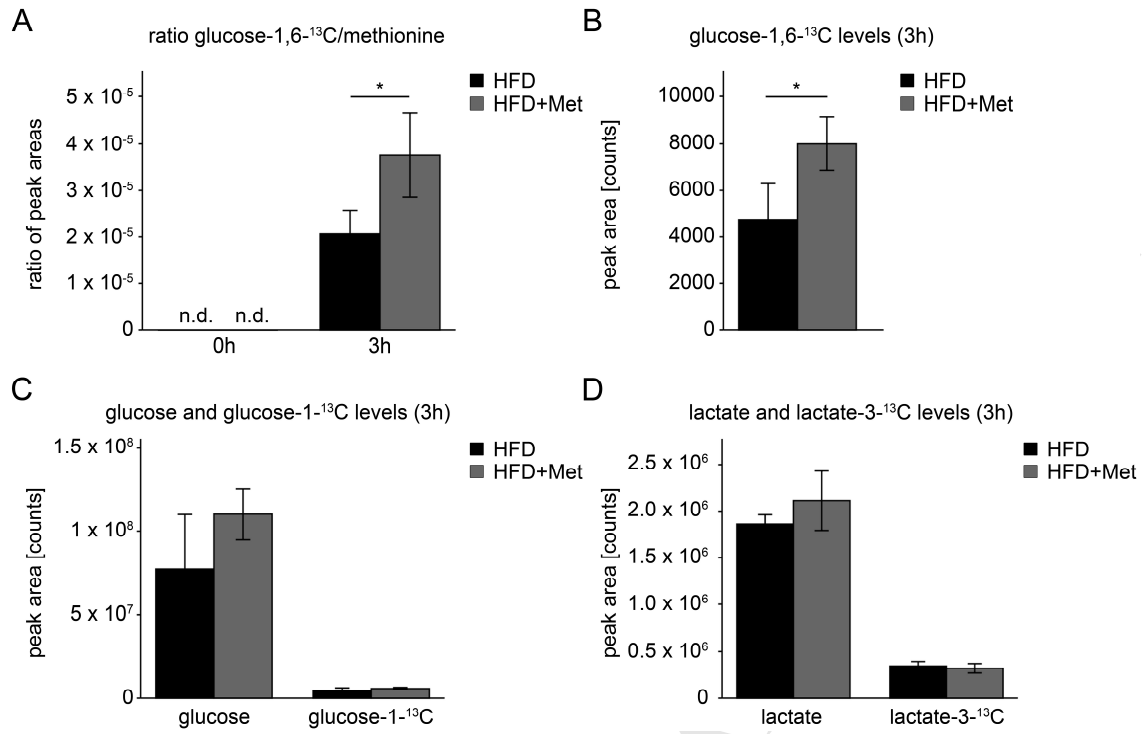 A
ratio glucose-1,6-¹³C/methionine
HFD
HFD+Met
ratio of peak areas
5 x 10⁻⁵
4 x 10⁻⁵
3 x 10⁻⁵
2 x 10⁻⁵
1 x 10⁻⁵
0
*
n.d. n.d.
0h 3h
B
glucose-1,6-¹³C levels (3h)
HFD
HFD+Met
peak area [counts]
10000
8000
6000
4000
2000
0
*
C
glucose and glucose-1-¹³C levels (3h)
HFD
HFD+Met
peak area [counts]
1.5 x 10⁸
1 x 10⁸
5 x 10⁷
0
glucose glucose-1-¹³C
D
lactate and lactate-3-¹³C levels (3h)
HFD
HFD+Met
peak area [counts]
2.5 x 10⁶
2.0 x 10⁶
1.5 x 10⁶
1.0 x 10⁶
0.5 x 10⁶
0
lactate lactate-3-¹³C